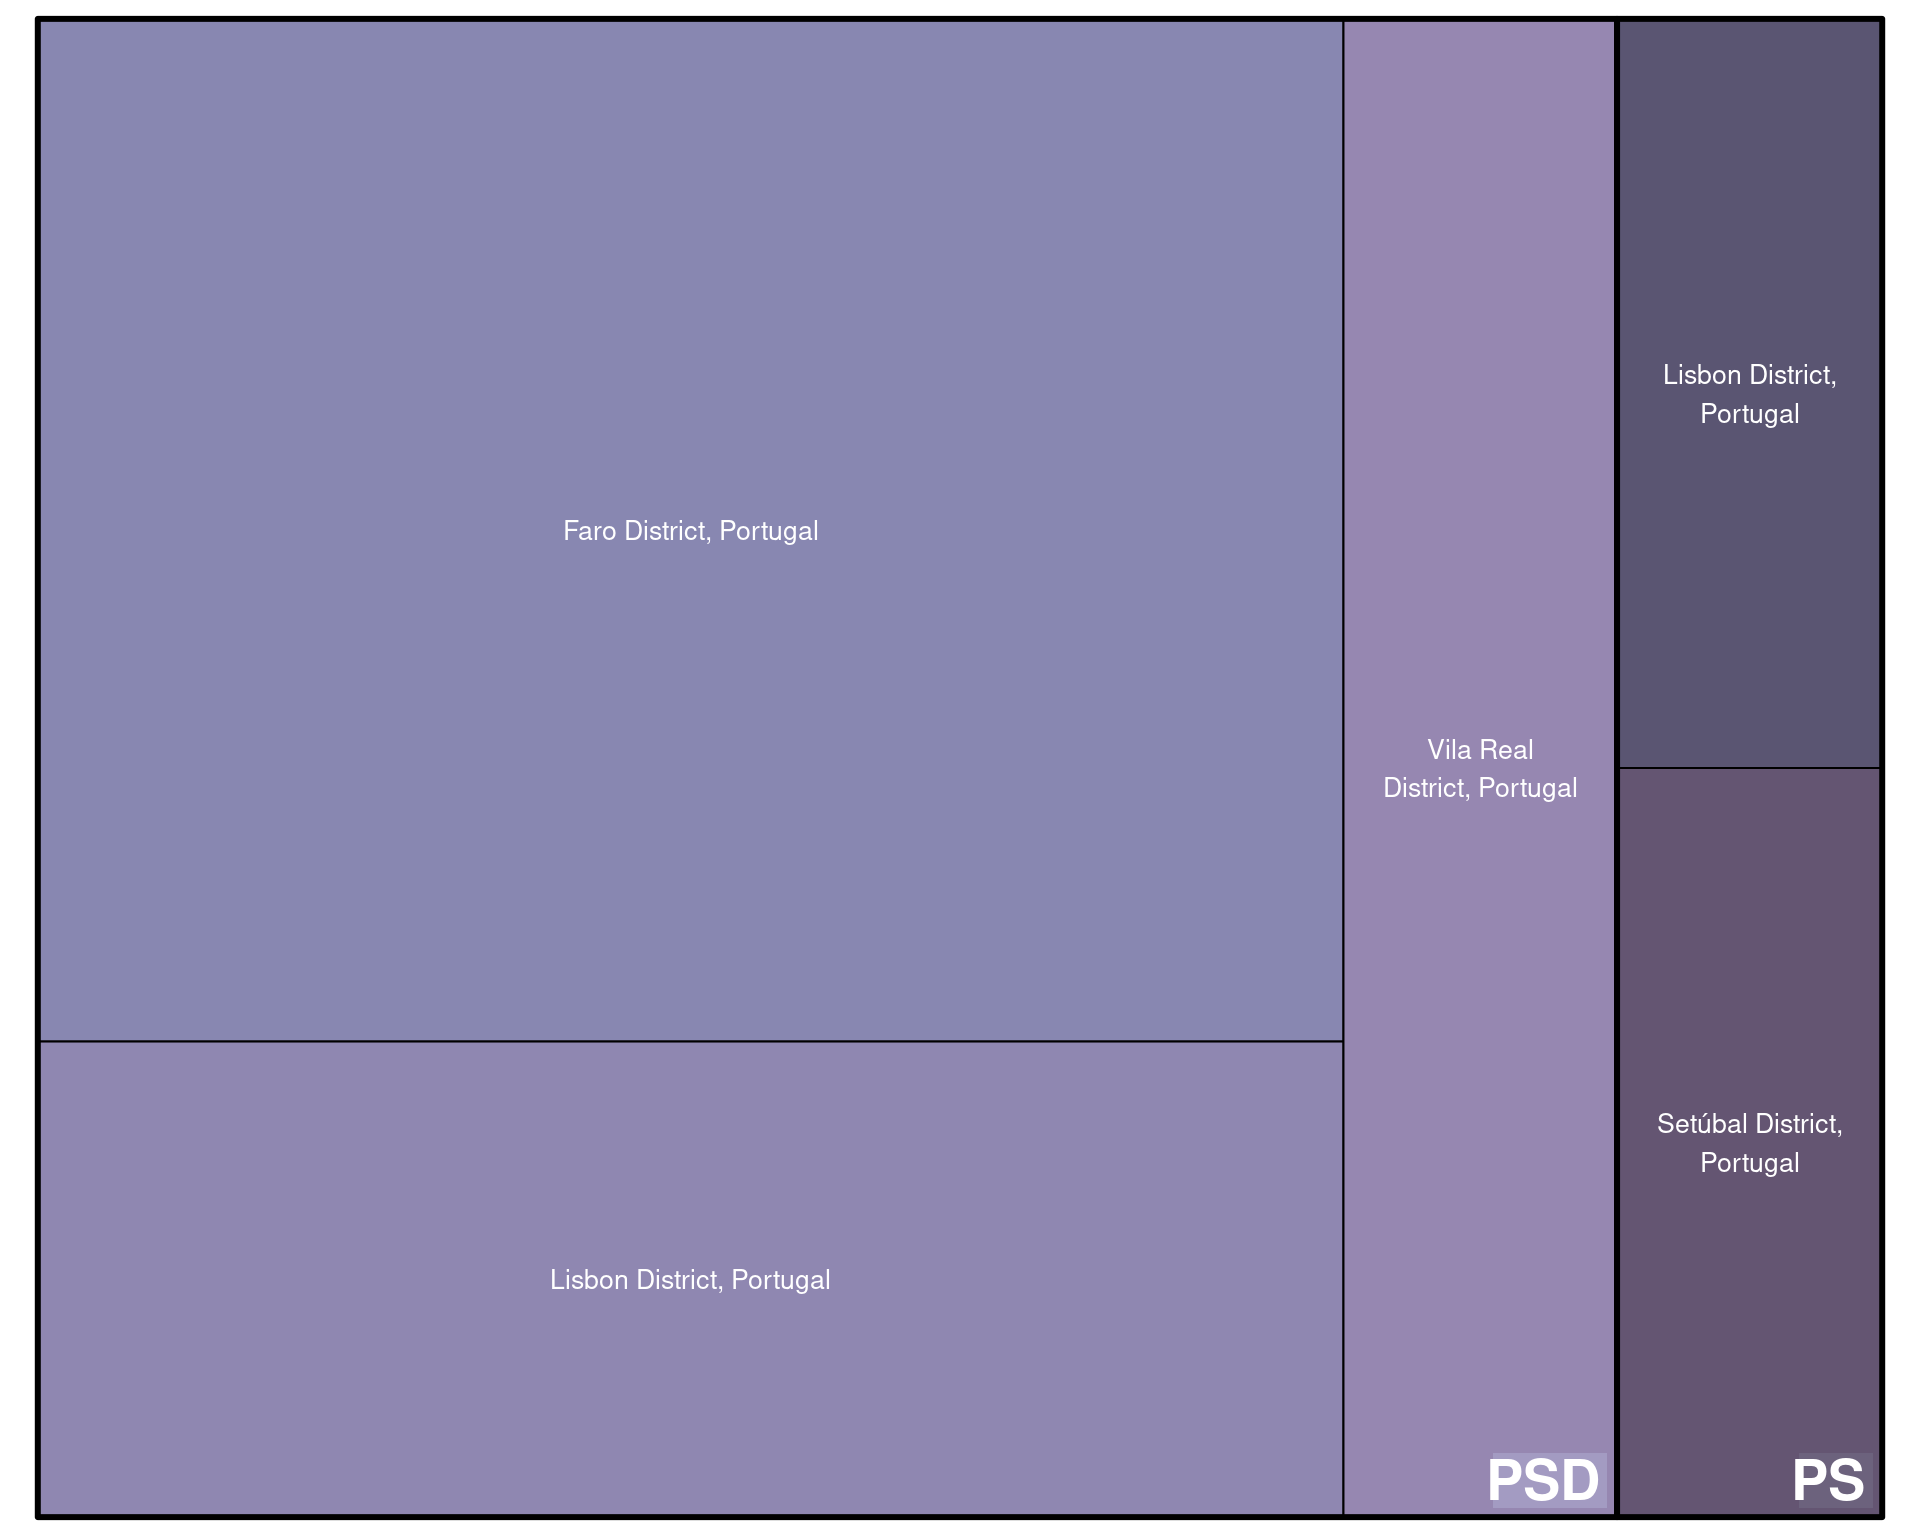 Faro District, Portugal
Lisbon District, Portugal
Vila Real
District, Portugal
PSD
Lisbon District,
Portugal
Setúbal District,
Portugal
PS